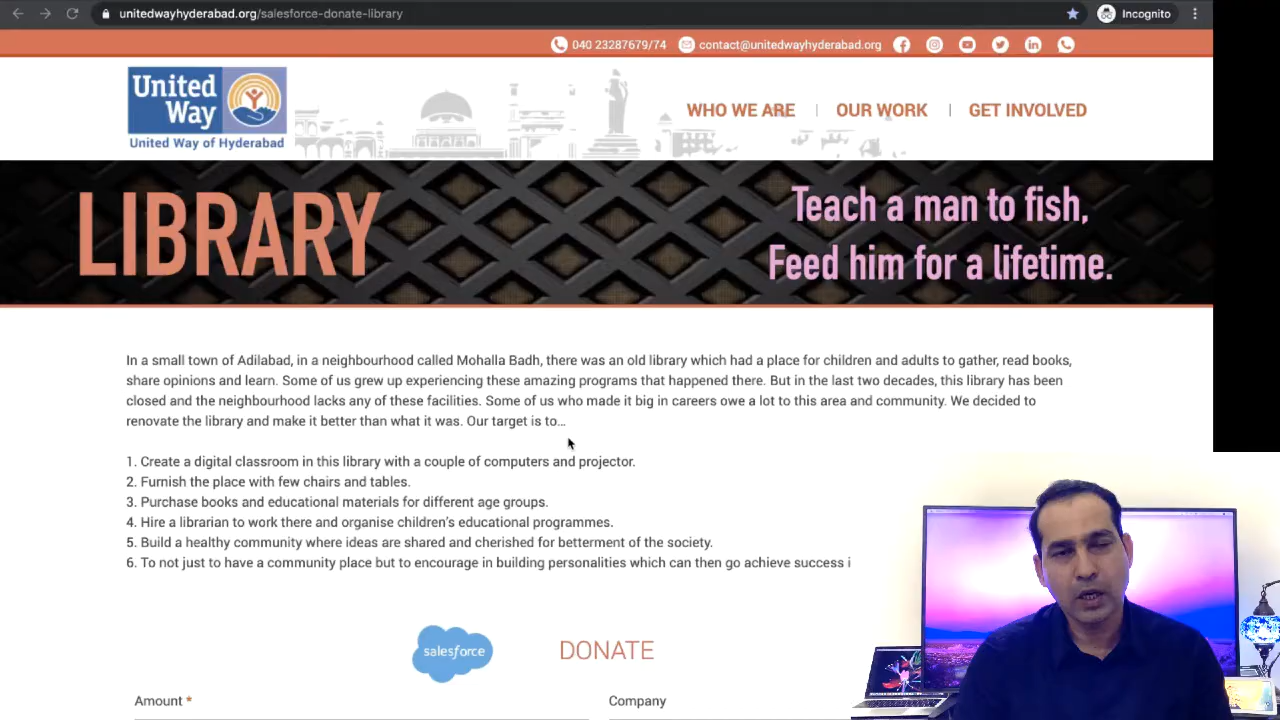 unitedwayhyderabad.org/salesforce-donate-library
Incognito
040 23287679/74
contact@unitedwayhyderabad.org
United
Way
United Way of Hyderabad
WHO WE ARE
OUR WORK
GET INVOLVED
LIBRARY
Teach a man to fish,
Feed him for a lifetime.
In a small town of Adilabad, in a neighbourhood called Mohalla Badh, there was an old library which had a place for children and adults to gather, read books,
share opinions and learn. Some of us grew up experiencing these amazing programs that happened there. But in the last two decades, this library has been
closed and the neighbourhood lacks any of these facilities. Some of us who made it big in careers owe a lot to this area and community. We decided to
renovate the library and make it better than what it was. Our target is to...
1. Create a digital classroom in this library with a couple of computers and projector.
2. Furnish the place with few chairs and tables.
3. Purchase books and educational materials for different age groups.
4. Hire a librarian to work there and organise children's educational programmes.
5. Build a healthy community where ideas are shared and cherished for betterment of the society.
6. To not just to have a community place but to encourage in building personalities which can then go achieve success i
salesforce
DONATE
Amount *
Company